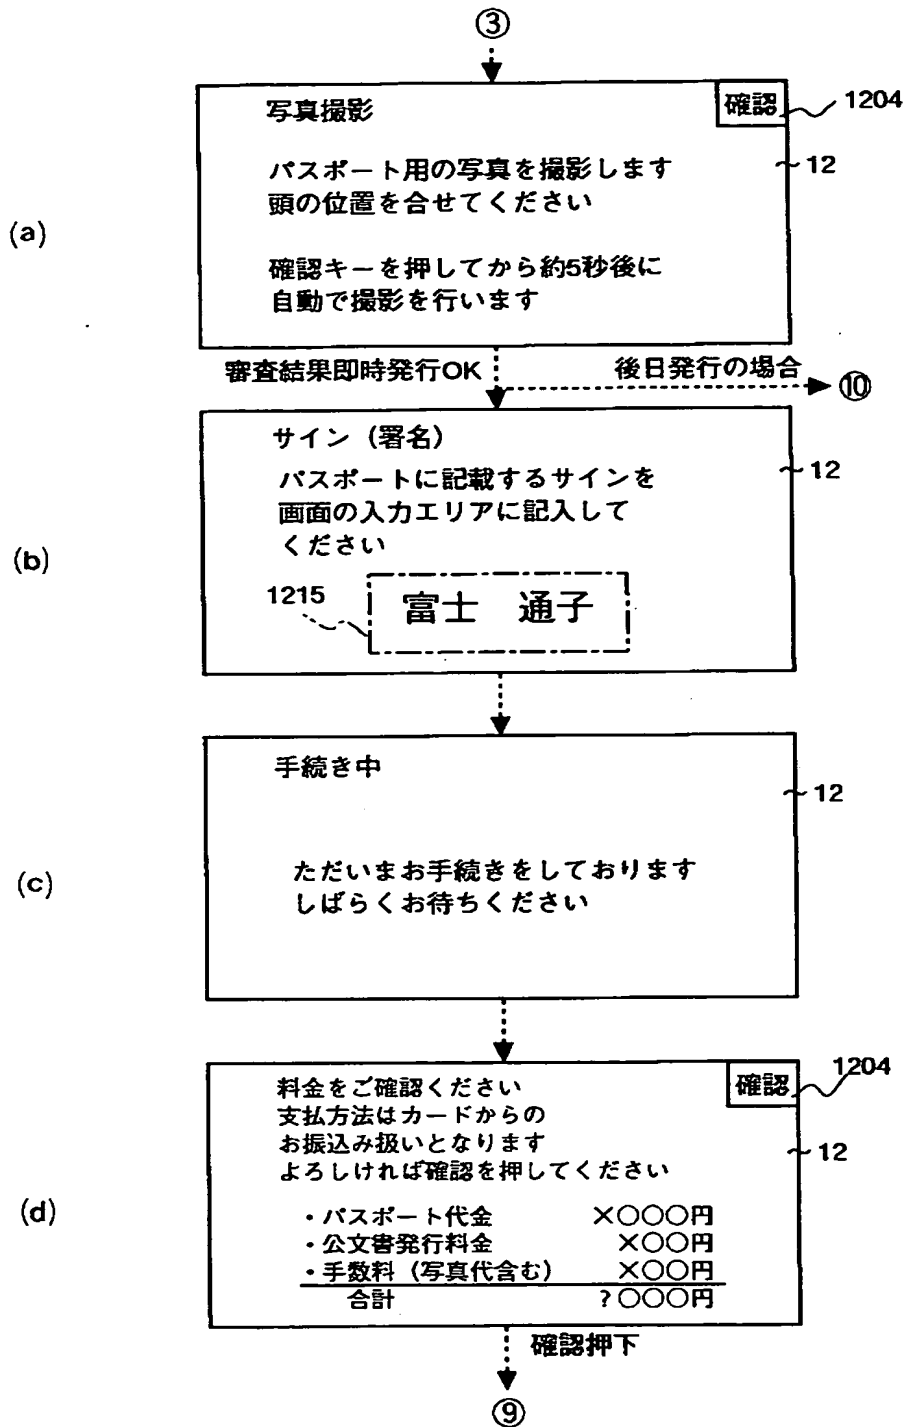 ③
写真撮影
確認
1204
12
パスポート用の写真を撮影します
頭の位置を合せてください
(a)
確認キーを押してから約5秒後に
自動で撮影を行います
審査結果即時発行OK
後日発行の場合
⑩
サイン(署名)
12
パスポートに記載するサインを
画面の入力エリアに記入して
ください
(b)
1215
富士 通子
手続き中
12
ただいまお手続きをしております
しばらくお待ちください
(c)
料金をご確認ください
確認
1204
支払方法はカードからの
お振込み扱いとなります
12
よろしければ確認を押してください
(d)
・パスポート代金 ×〇〇〇円
・公文書発行料金 ×〇〇円
・手数料(写真代含む) ×〇〇円
合計 ?〇〇〇円
確認押下
⑨